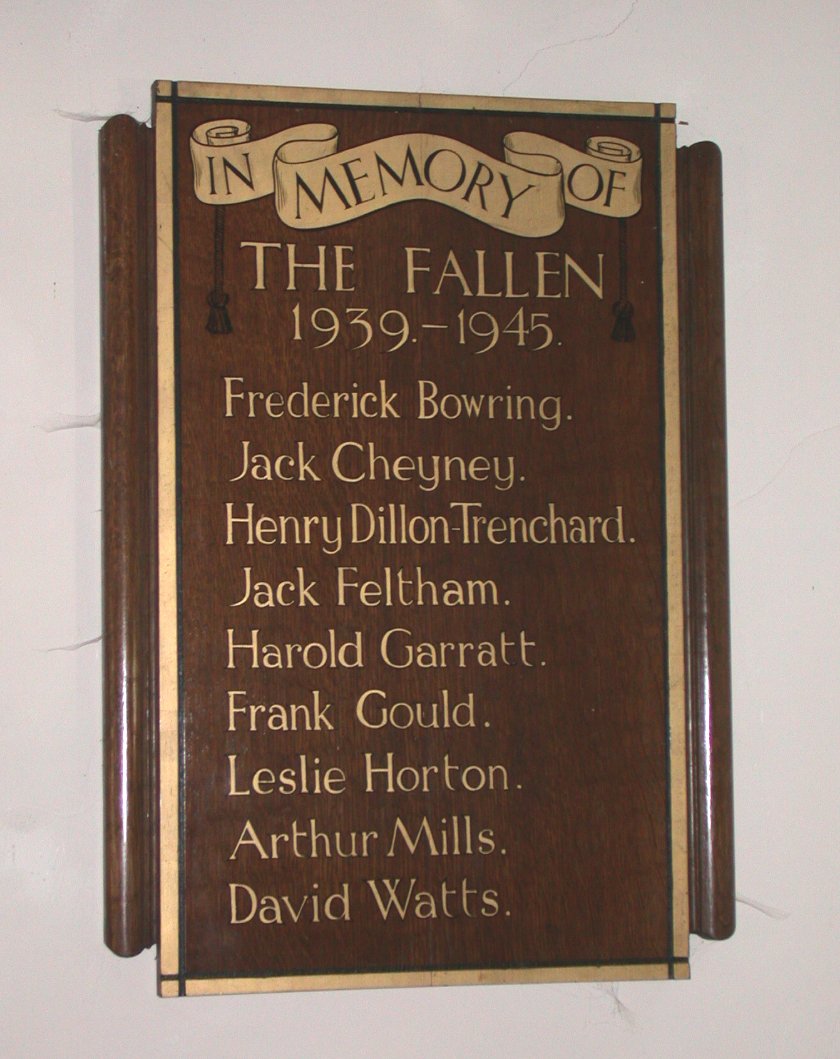 IN MEMORY OF
THE FALLEN
1939.-1945.
Frederick Bowring.
Jack Cheyney.
Henry Dillon-Trenchard.
Jack Feltham.
Harold Garratt.
Frank Gould.
Leslie Horton.
Arthur Mills.
David Watts.